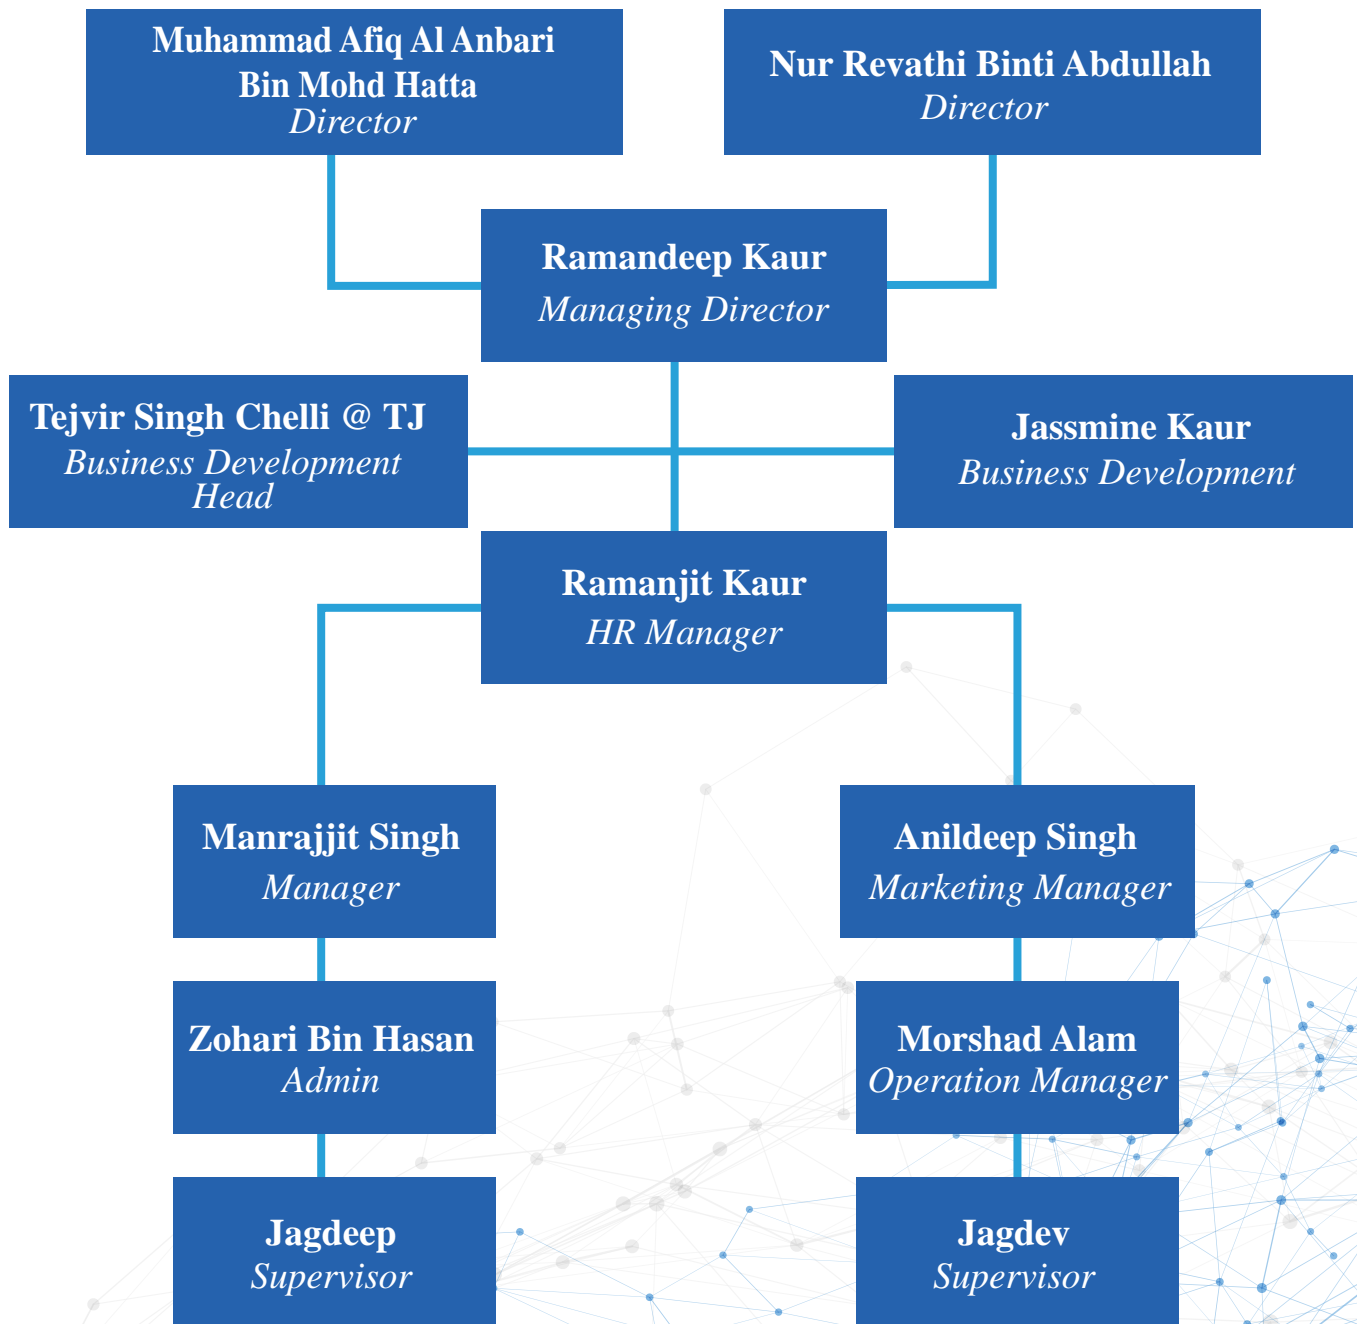 Muhammad Afiq Al Anbari
Bin Mohd Hatta
Director
Nur Revathi Binti Abdullah
Director
Ramandeep Kaur
Managing Director
Tejvir Singh Chelli @ TJ
Business Development
Head
Jassmine Kaur
Business Development
Ramanjit Kaur
HR Manager
Manrajjit Singh
Manager
Anildeep Singh
Marketing Manager
Zohari Bin Hasan
Admin
Morshad Alam
Operation Manager
Jagdeep
Supervisor
Jagdev
Supervisor